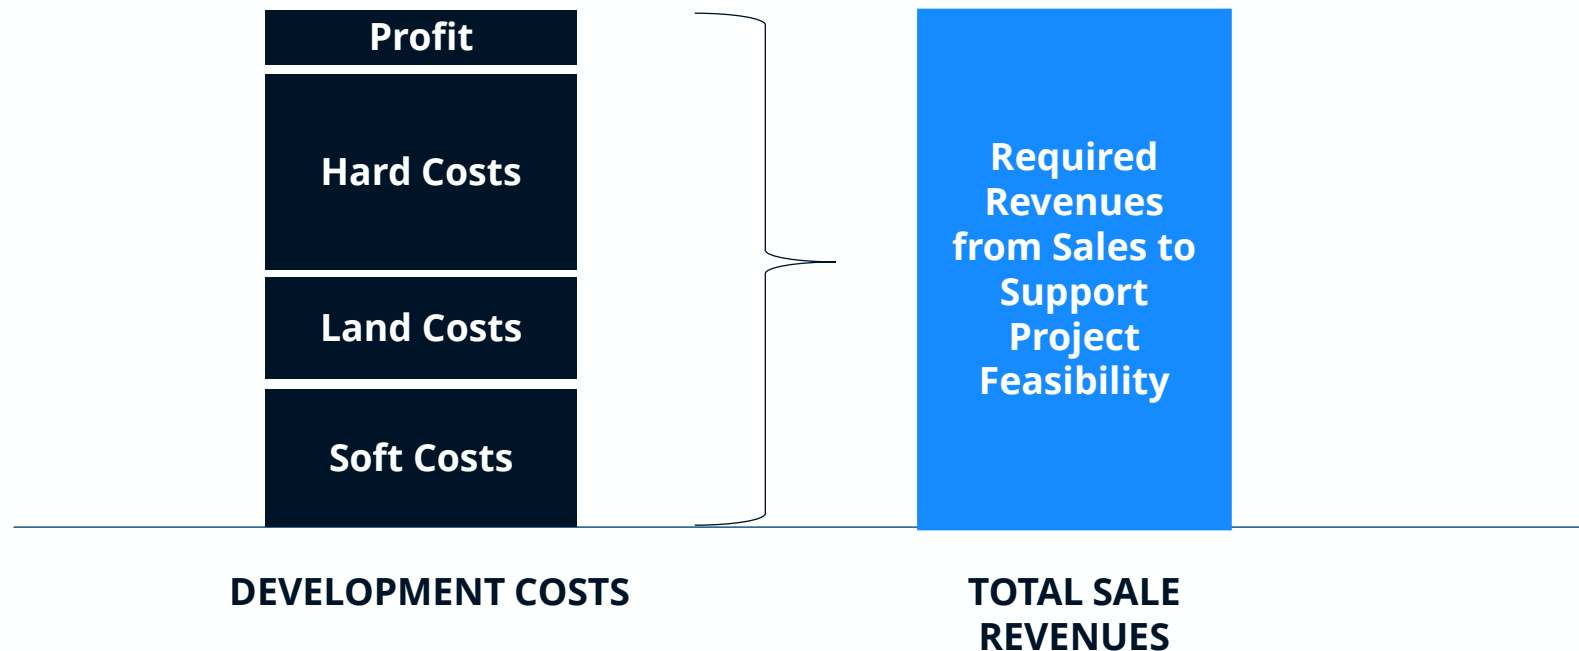 Profit
Hard Costs
Land Costs
Soft Costs
Required
Revenues
from Sales to
Support
Project
Feasibility
DEVELOPMENT COSTS
TOTAL SALE
REVENUES